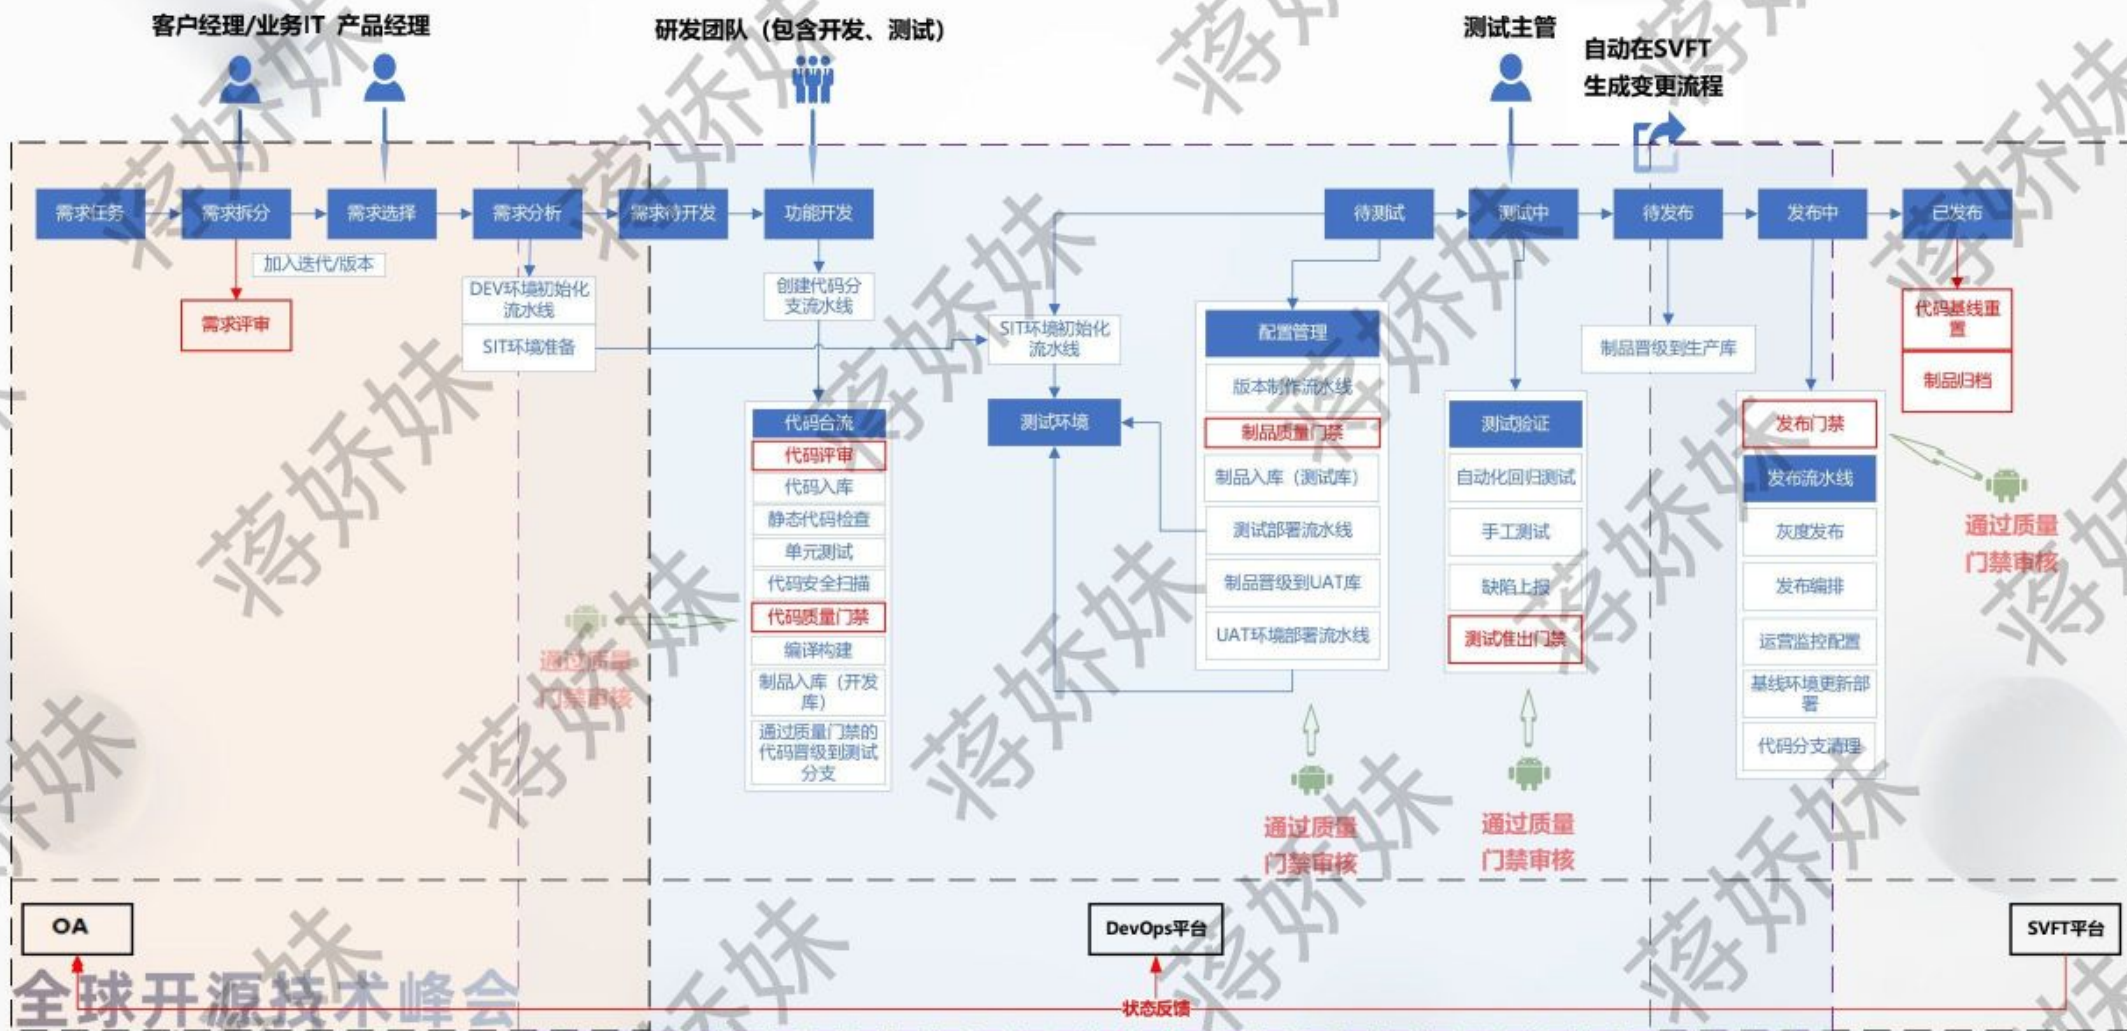 客户经理/业务IT 产品经理
研发团队（包含开发、测试）
测试主管
自动在SVFT
生成变更流程
需求任务
需求拆分
需求选择
需求分析
需求待开发
功能开发
待测试
测试中
待发布
发布中
已发布
加入迭代/版本
需求评审
DEV环境初始化
流水线
SIT环境准备
创建代码分
支流水线
SIT环境初始化
流水线
测试环境
代码合流
代码评审
代码入库
静态代码检查
单元测试
代码安全扫描
代码质量门禁
编译构建
制品入库（开发
库）
通过质量门禁的
代码晋级到测试
分支
通过质量
门禁审核
配置管理
版本制作流水线
制品质量门禁
制品入库（测试库）
测试部署流水线
制品晋级到UAT库
UAT环境部署流水线
通过质量
门禁审核
测试验证
自动化回归测试
手工测试
缺陷上报
测试准出门禁
通过质量
门禁审核
制品晋级到生产库
发布门禁
发布流水线
灰度发布
发布编排
运营监控配置
基线环境更新部
署
代码分支清理
代码基线重
置
制品归档
通过质量
门禁审核
OA
DevOps平台
SVFT平台
状态反馈
全球开源技术峰会
蒋娇妹